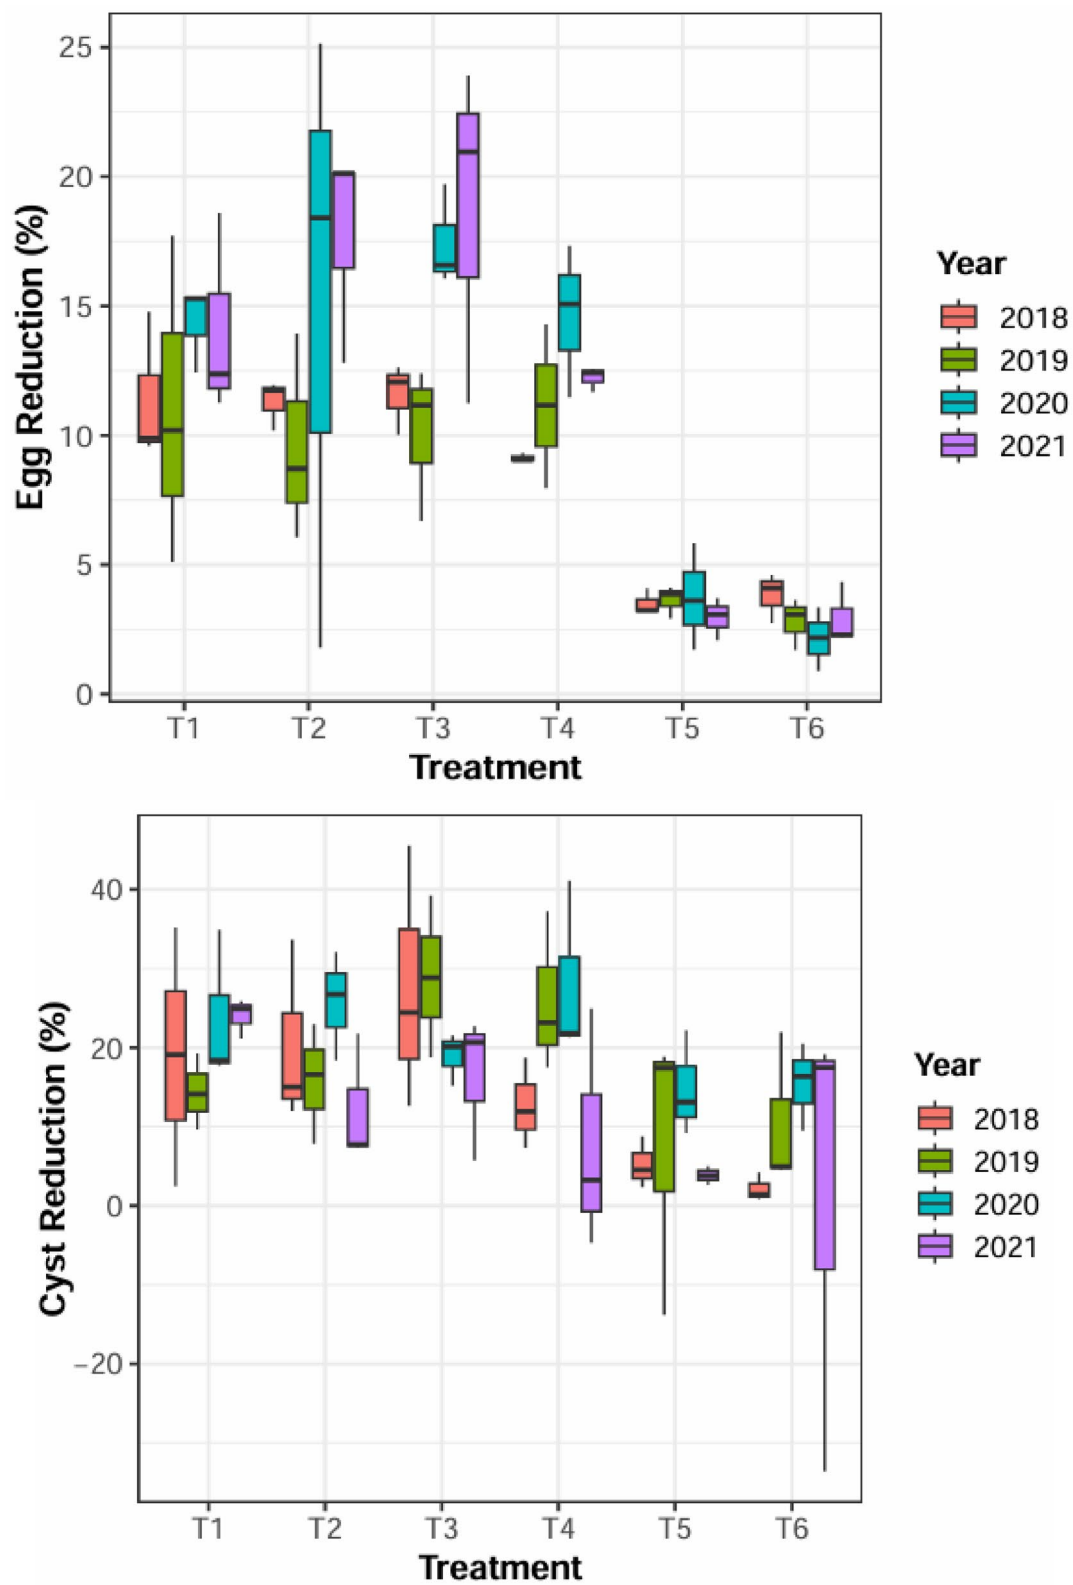 25
20
15
10
5
0
Egg Reduction (%)
T1 T2 T3 T4 T5 T6
Treatment
Year
2018
2019
2020
2021
40
20
0
−20
Cyst Reduction (%)
T1 T2 T3 T4 T5 T6
Treatment
Year
2018
2019
2020
2021